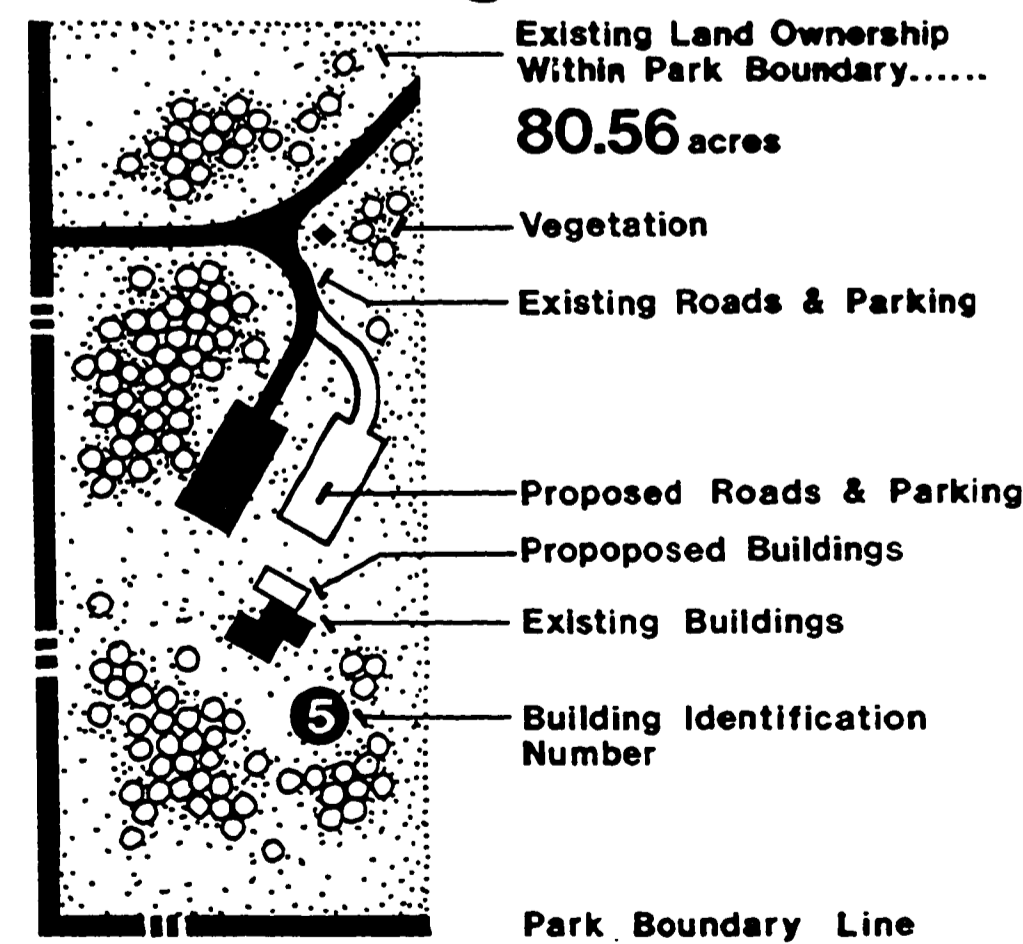 Existing Land Ownership
Within Park Boundary......
80.56 acres
Vegetation
Existing Roads & Parking
Proposed Roads & Parking
Propoposed Buildings
Existing Buildings
5
Building Identification
Number
Park Boundary Line